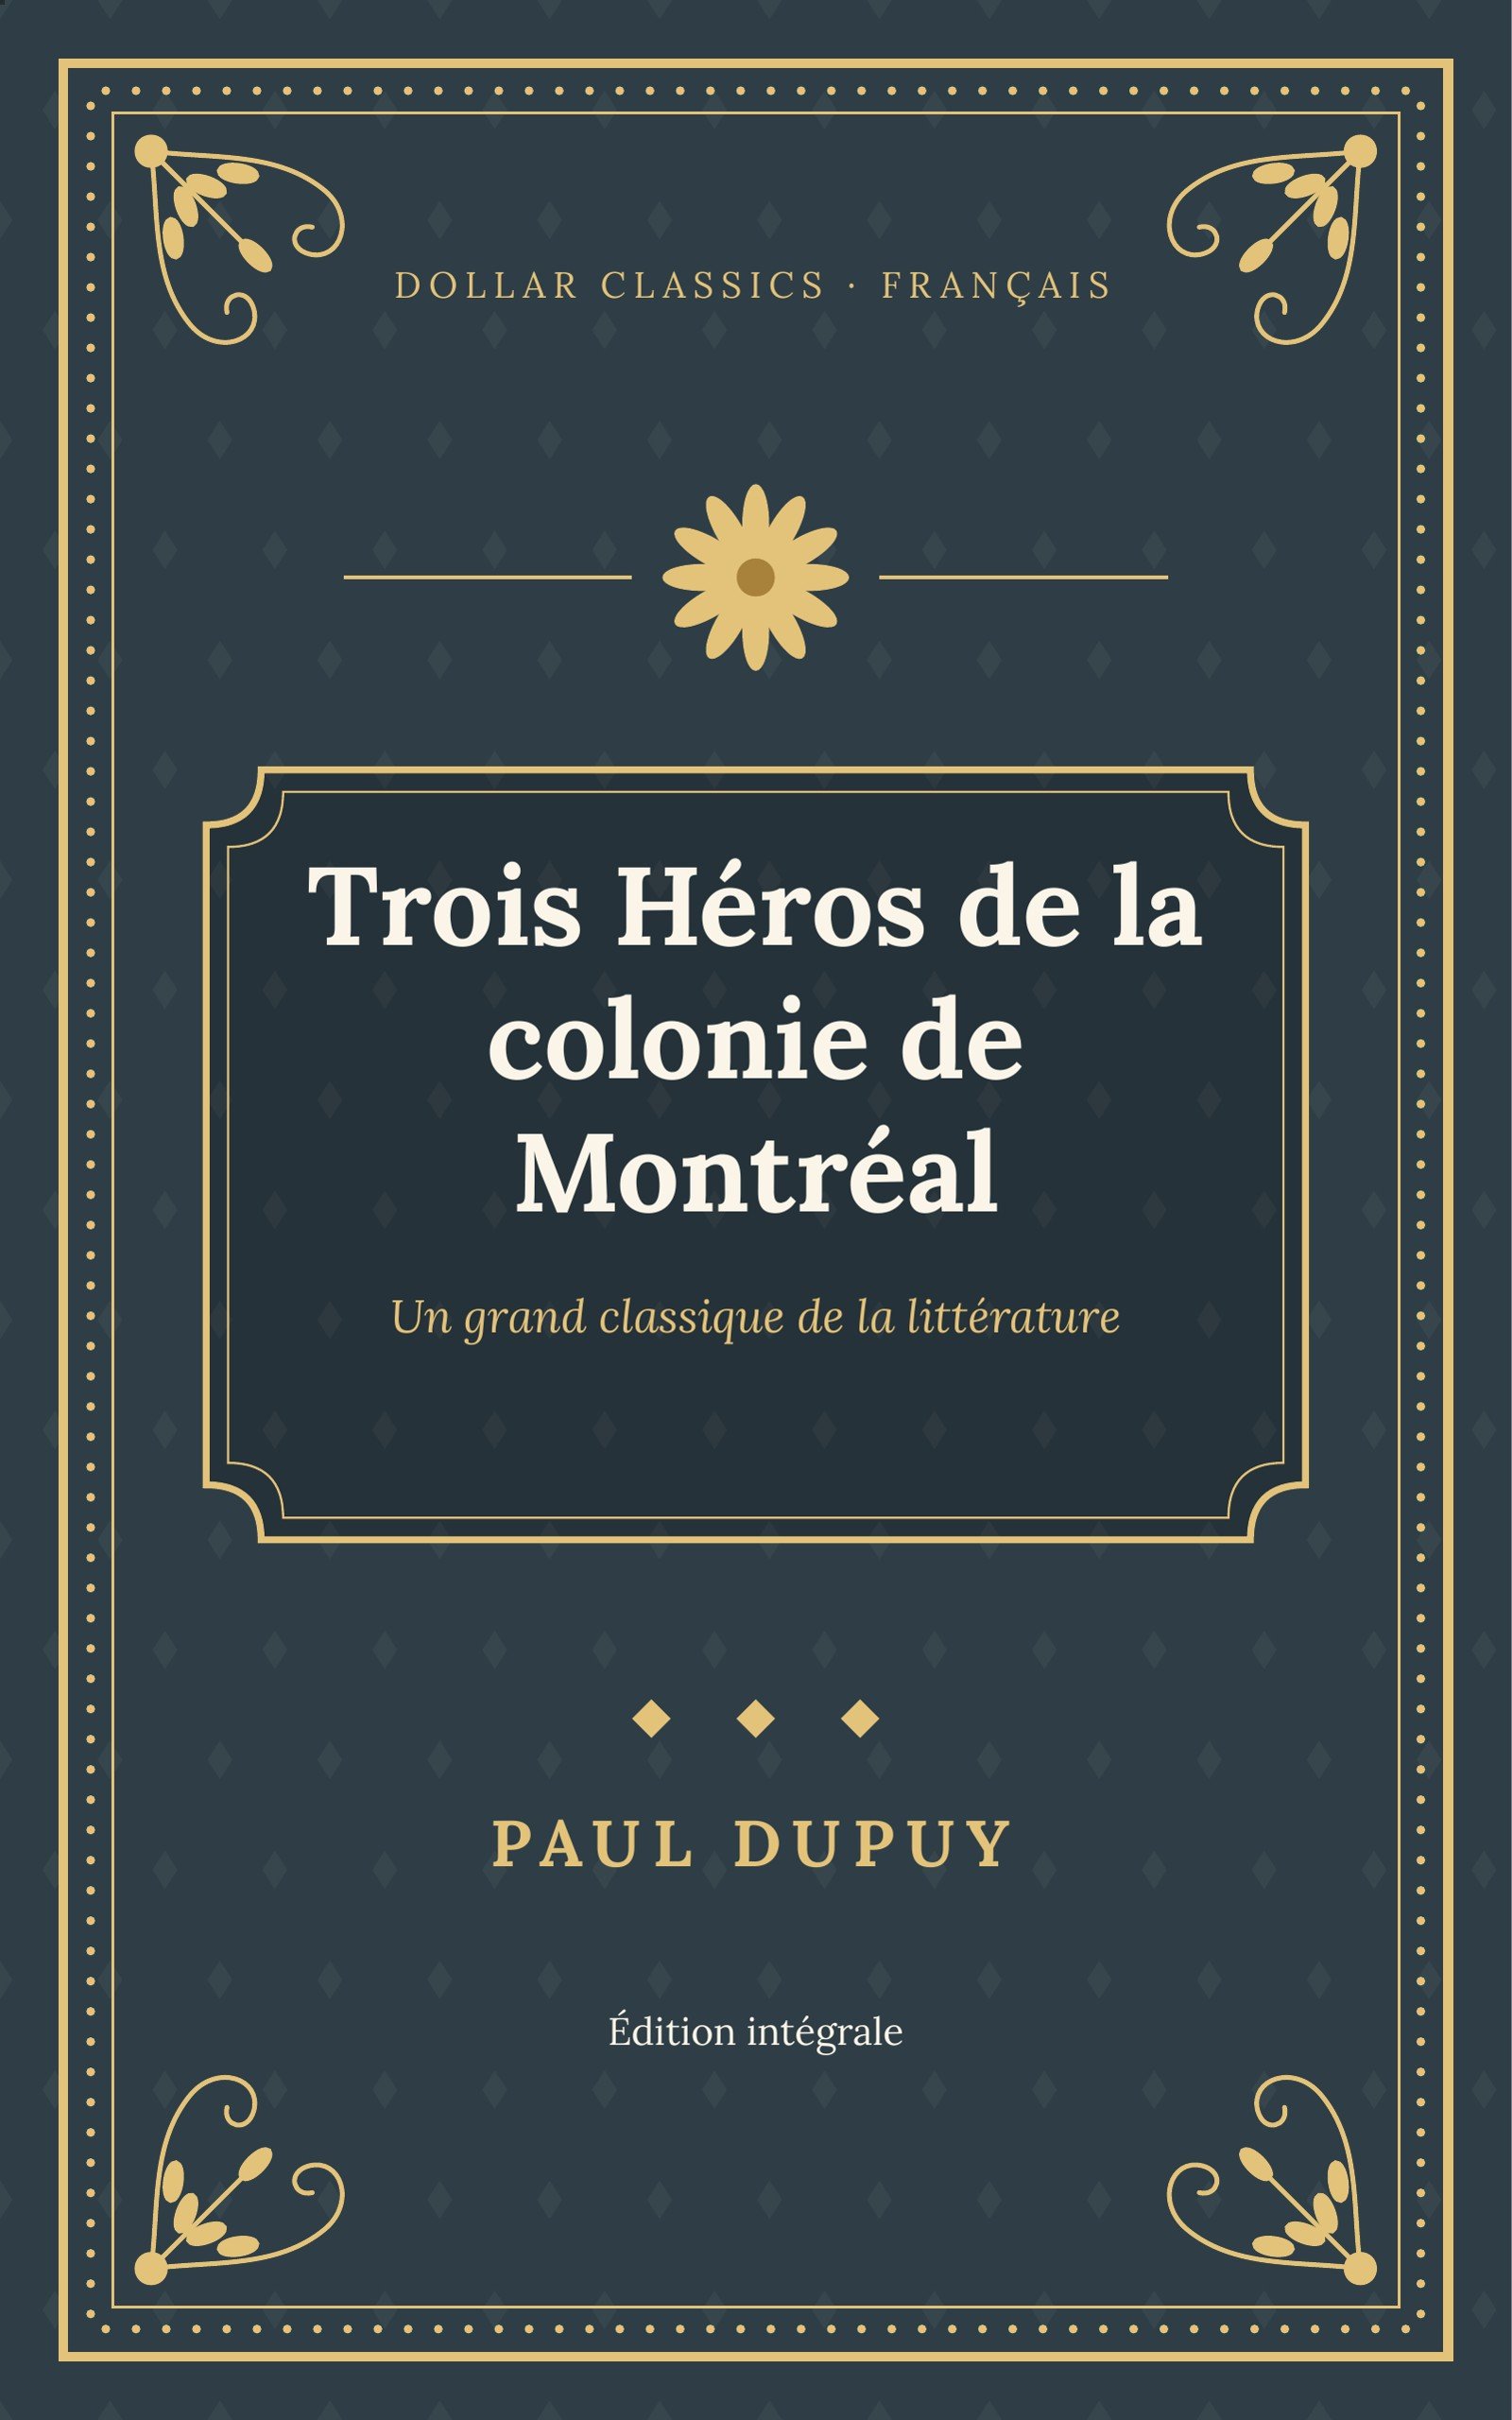 DOLLAR CLASSICS · FRANÇAIS
Trois Héros de la
colonie de
Montréal
Un grand classique de la littérature
PAUL DUPUY
Édition intégrale